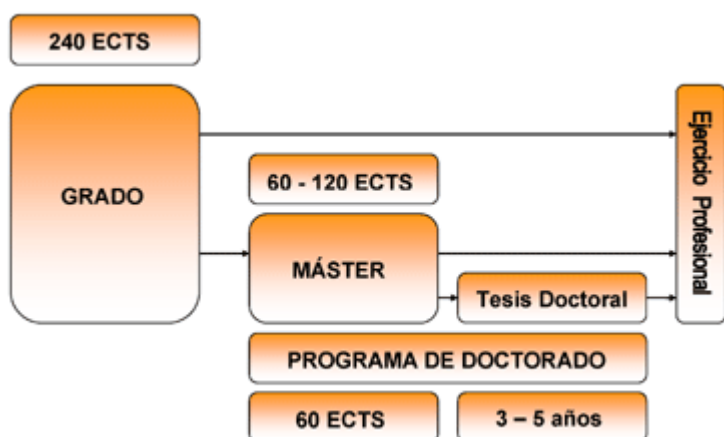 240 ECTS
GRADO
60 - 120 ECTS
MÁSTER
Tesis Doctoral
Ejercicio Profesional
PROGRAMA DE DOCTORADO
60 ECTS
3 – 5 años